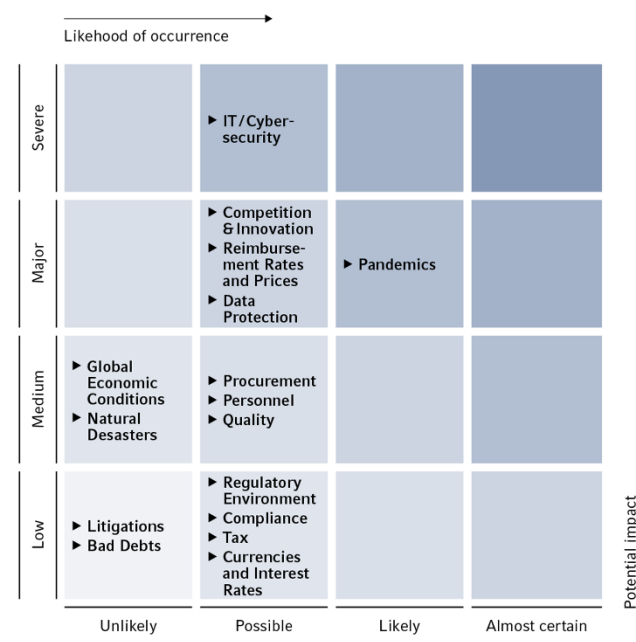 Likehood of occurrence
Severe
▶ IT/Cyber-
security
Major
▶ Competition
& Innovation
▶ Reimburse-
ment Rates
and Prices
▶ Data
Protection
▶ Pandemics
Medium
▶ Global
Economic
Conditions
▶ Natural
Desasters
▶ Procurement
▶ Personnel
▶ Quality
Low
▶ Litigations
▶ Bad Debts
▶ Regulatory
Environment
▶ Compliance
▶ Tax
▶ Currencies
and Interest
Rates
Potential impact
Unlikely
Possible
Likely
Almost certain